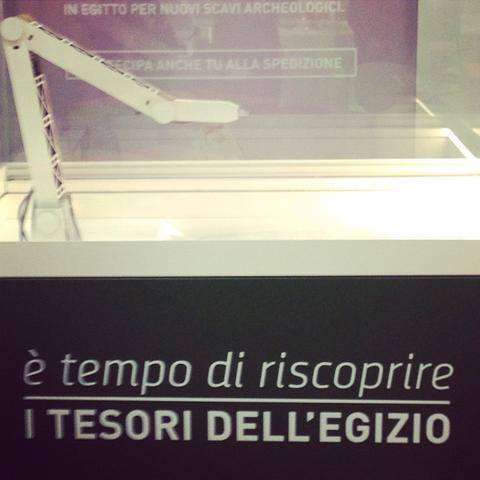 IN EGITTO PER NUOVI SCAVI ARCHEOLOGICI.
ANCHE TU ALLA SPEDIZIONE
è tempo di riscoprire
I TESORI DELL'EGIZIO